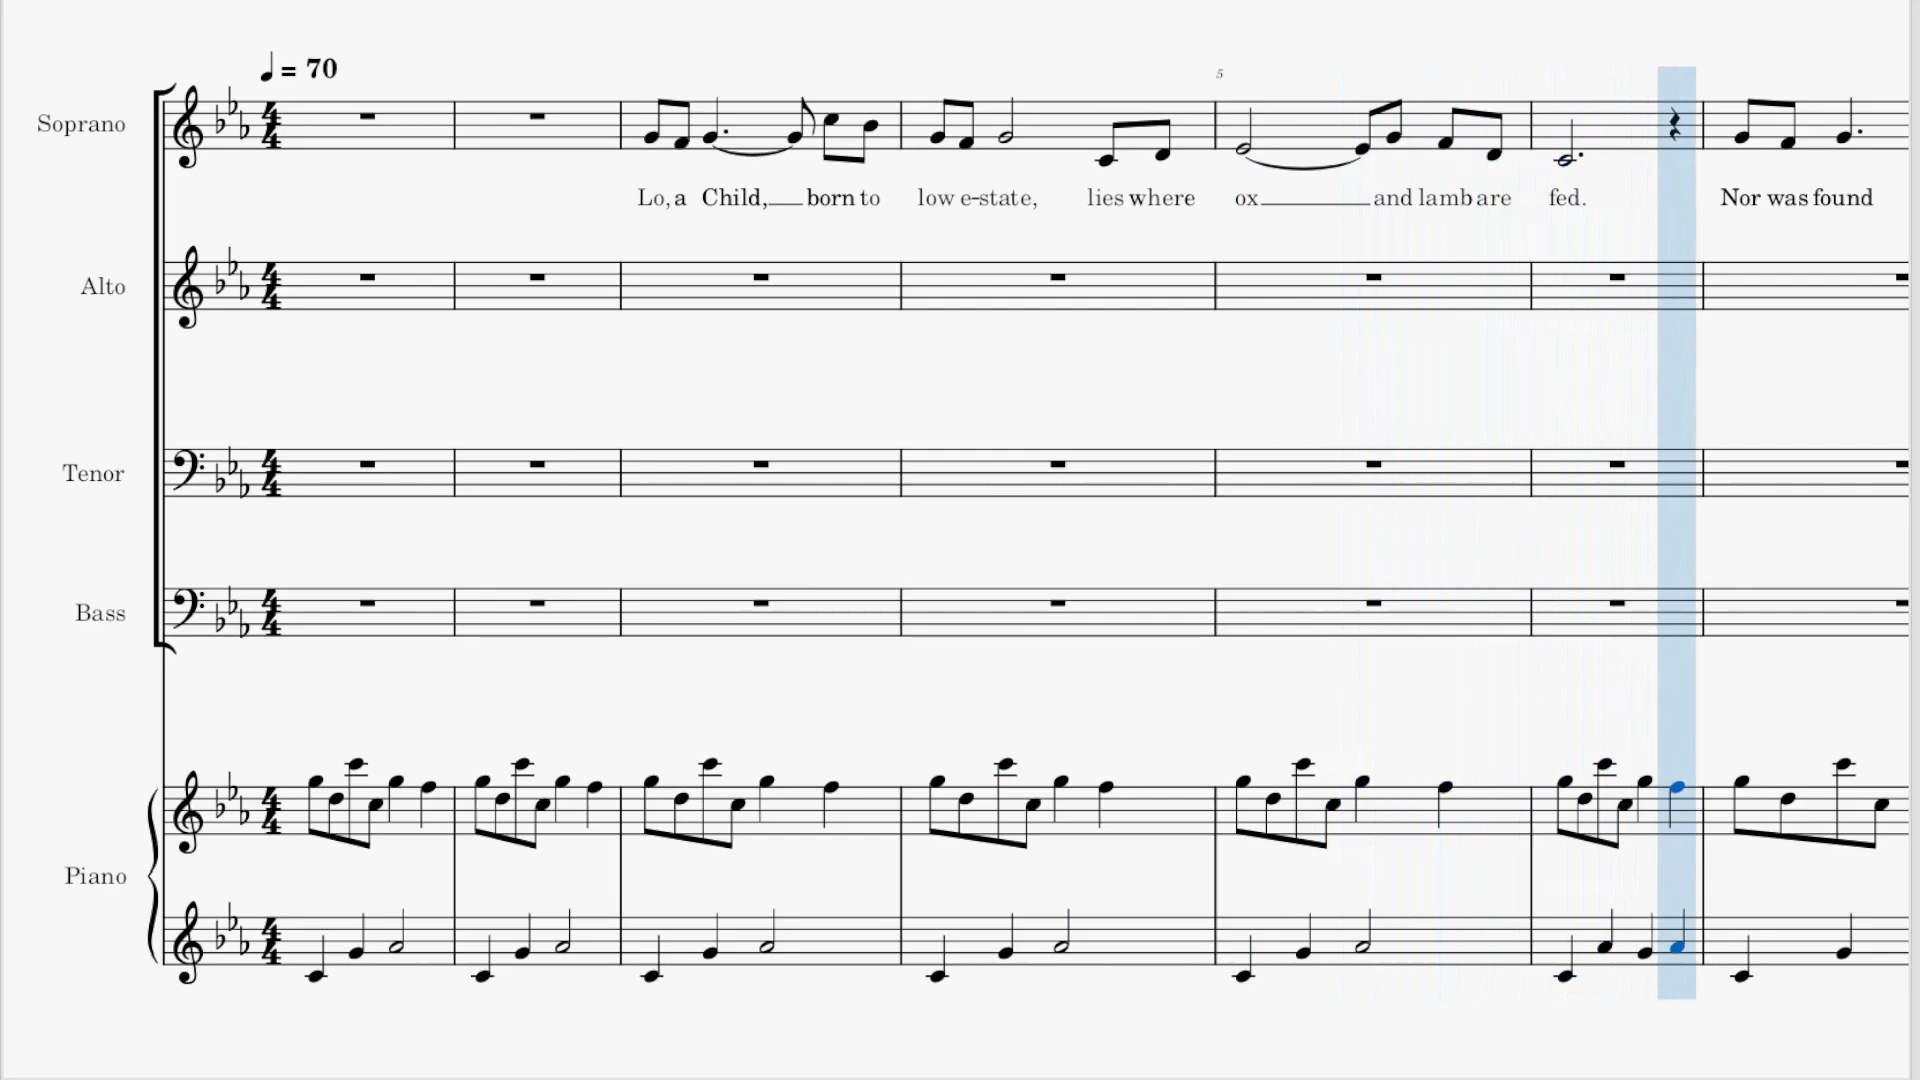 = 70
5
Soprano
Lo, a Child, born to low e-state, lies where ox and lamb are fed. Nor was found
Alto
Tenor
Bass
Piano